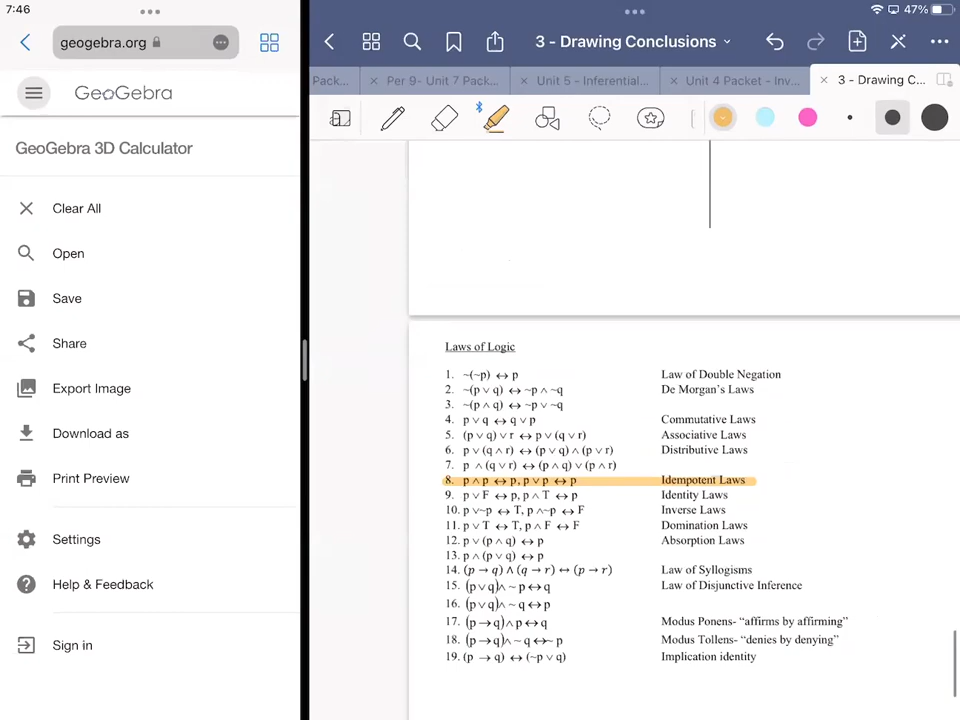 7:46
geogebra.org
GeoGebra
GeoGebra 3D Calculator
Clear All
Open
Save
Share
Export Image
Download as
Print Preview
Settings
Help & Feedback
Sign in
47%
3 - Drawing Conclusions
Pack...
× Per 9- Unit 7 Pack...
× Unit 5 - Inferential...
× Unit 4 Packet - Inv...
× 3 - Drawing C...
Laws of Logic
1. ~(~p) ↔ p Law of Double Negation
2. ~(p ∨ q) ↔ ~p ∧ ~q De Morgan's Laws
3. ~(p ∧ q) ↔ ~p ∨ ~q
4. p ∨ q ↔ q ∨ p Commutative Laws
5. (p ∨ q) ∨ r ↔ p ∨ (q ∨ r) Associative Laws
6. p ∨ (q ∧ r) ↔ (p ∨ q) ∧ (p ∨ r) Distributive Laws
7. p ∧ (q ∨ r) ↔ (p ∧ q) ∨ (p ∧ r)
8. p ∧ p ↔ p, p ∨ p ↔ p Idempotent Laws
9. p ∨ F ↔ p, p ∧ T ↔ p Identity Laws
10. p ∨ ~p ↔ T, p ∧ ~p ↔ F Inverse Laws
11. p ∨ T ↔ T, p ∧ F ↔ F Domination Laws
12. p ∨ (p ∧ q) ↔ p Absorption Laws
13. p ∧ (p ∨ q) ↔ p
14. (p → q) ∧ (q → r) ↔ (p → r) Law of Syllogisms
15. (p ∨ q) ∧ ~ p ↔ q Law of Disjunctive Inference
16. (p ∨ q) ∧ ~ q ↔ p
17. (p → q) ∧ p ↔ q Modus Ponens- “affirms by affirming”
18. (p → q) ∧ ~ q ↔ ~ p Modus Tollens- “denies by denying”
19. (p → q) ↔ (~p ∨ q) Implication identity